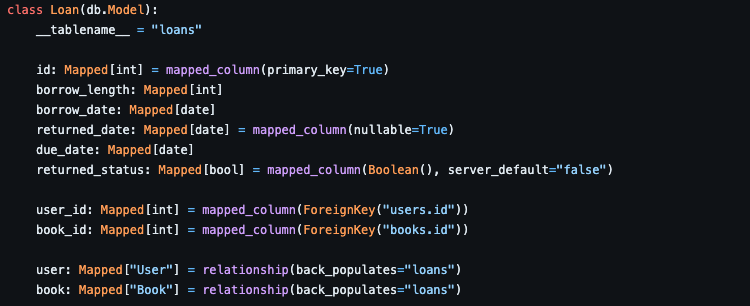 class Loan(db.Model):
    __tablename__ = "loans"

    id: Mapped[int] = mapped_column(primary_key=True)
    borrow_length: Mapped[int]
    borrow_date: Mapped[date]
    returned_date: Mapped[date] = mapped_column(nullable=True)
    due_date: Mapped[date]
    returned_status: Mapped[bool] = mapped_column(Boolean(), server_default="false")

    user_id: Mapped[int] = mapped_column(ForeignKey("users.id"))
    book_id: Mapped[int] = mapped_column(ForeignKey("books.id"))

    user: Mapped["User"] = relationship(back_populates="loans")
    book: Mapped["Book"] = relationship(back_populates="loans")